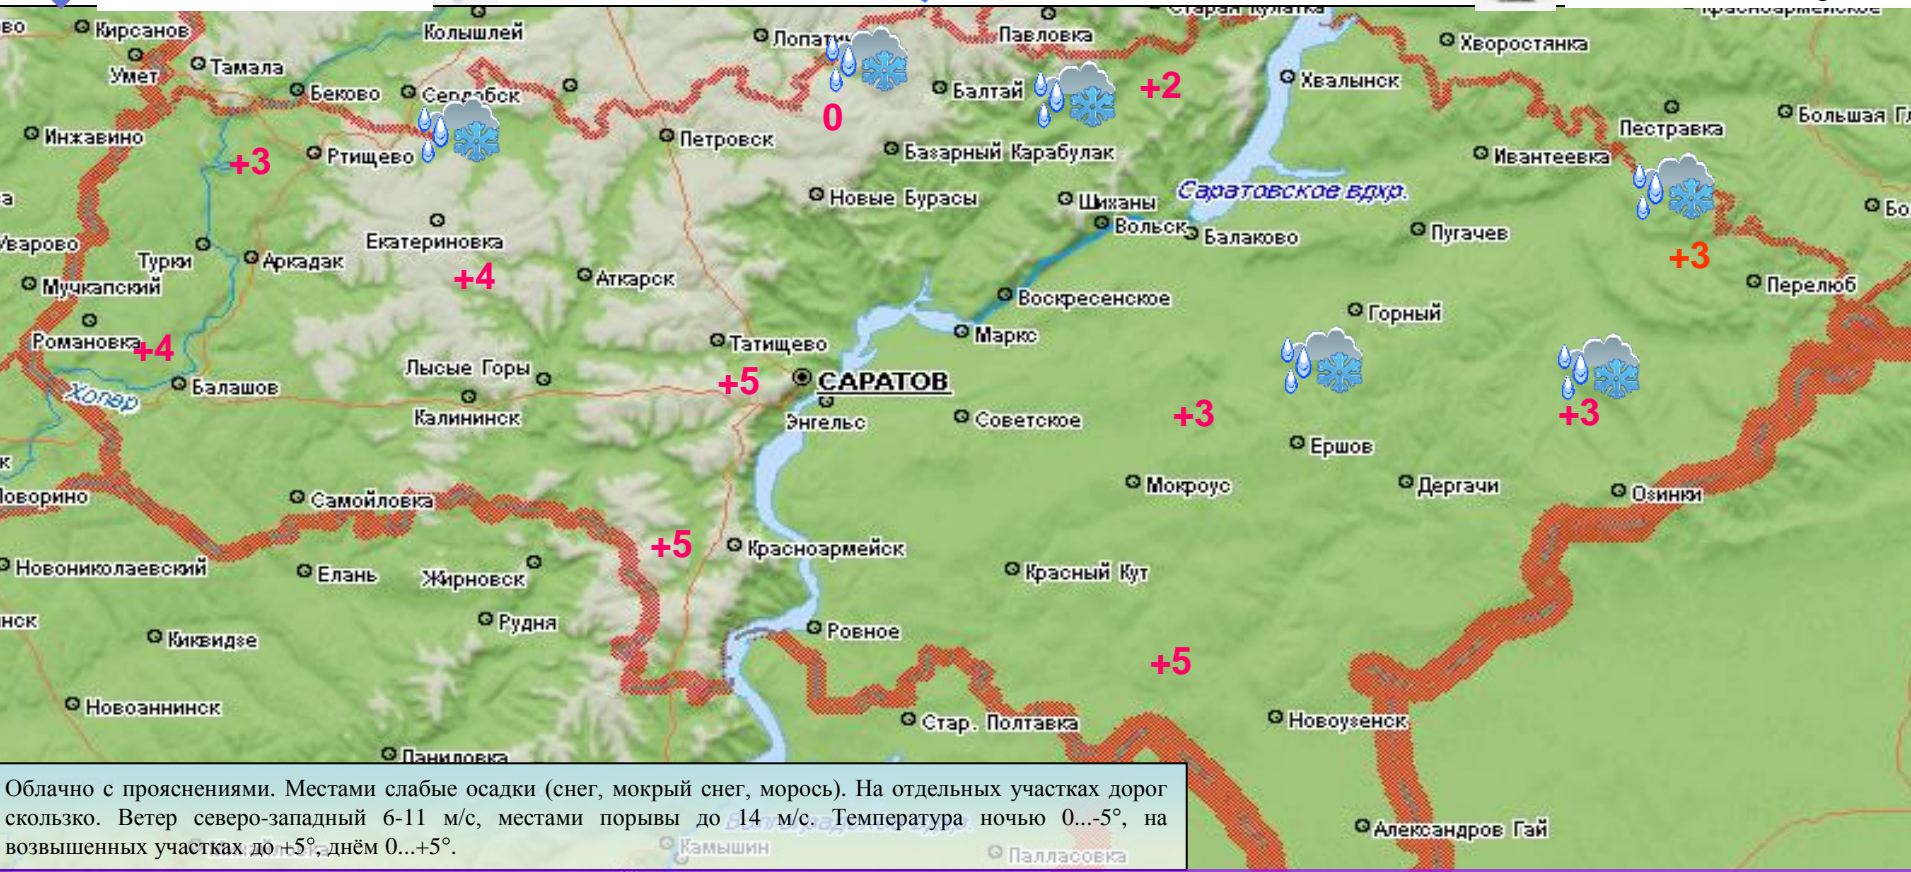 Старая Кулатка
Красноармейское
Кирсанов
Колышлей
Павловка
Хворостянка
Умет
Тамала
Хвалынск
Беково
Сердобск
Балтай
+2
0
Пестравка
Инжавино
Ртищево
+3
Петровск
Базарный Карабулак
Ивантеевка
Новые Бурасы
Шиханы
Саратовское вдхр.
Вольск
Балаково
Пугачев
Екатериновка
Турки
Аркадак
+4
Аткарск
+3
Мучкапский
Воскресенское
Перелюб
Горный
Романовка
+4
Татищево
Маркс
Лысые Горы
+5
САРАТОВ
Балашов
Хопер
Калининск
Энгельс
Советское
+3
+3
Ершов
Мокроус
Дергачи
Озинки
Самойловка
+5
Красноармейск
Новониколаевский
Елань
Жирновск
Красный Кут
Рудня
Ровное
Киквидзе
+5
Новоаннинск
Стар. Полтавка
Новоузенск
Даниловка
Облачно с прояснениями. Местами слабые осадки (снег, мокрый снег, морось). На отдельных участках дорог
скользко. Ветер северо-западный 6-11 м/с, местами порывы до 14 м/с. Температура ночью 0...-5°, на
возвышенных участках до +5°, днём 0...+5°.
Александров Гай
Камышин
Палласовка